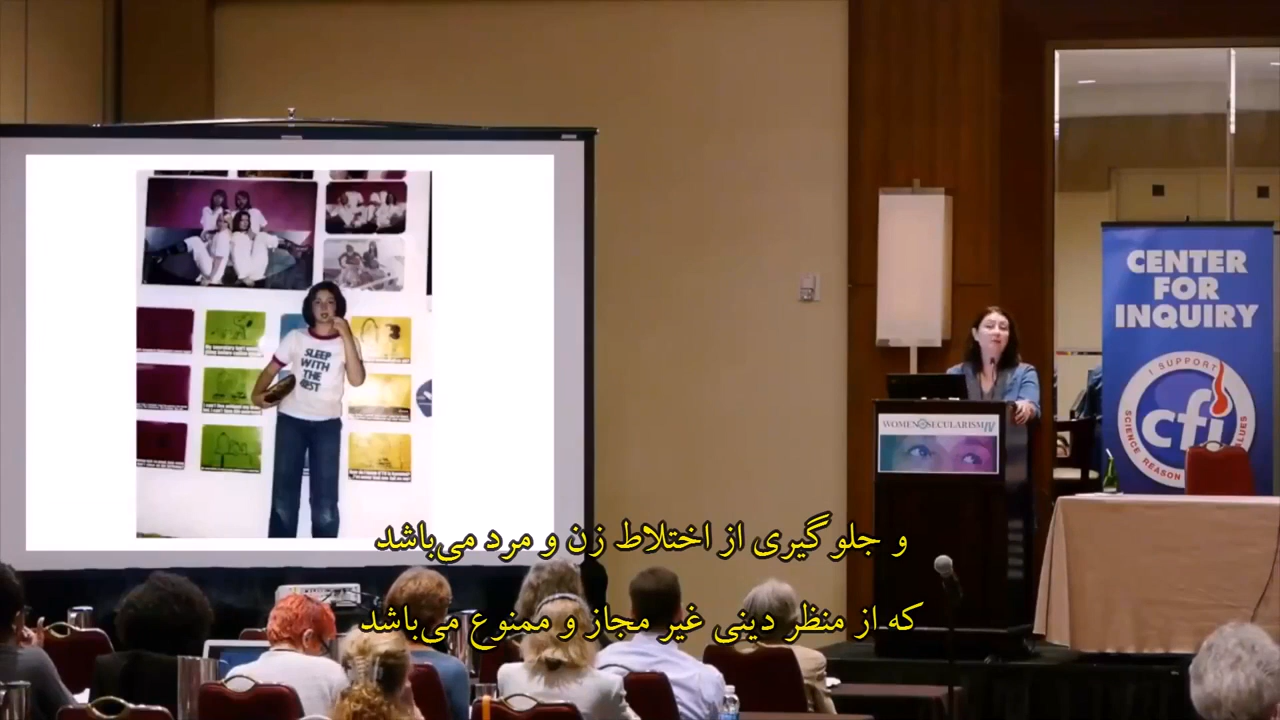 SLEEP
WITH
THE
CENTER
FOR
INQUIRY
I SUPPORT
cfi
SCIENCE REASON
WOMEN IN SECULARISM IV
و جلوگیری از اختلاط زن و مرد می‌باشد
که از منظر دینی غیر مجاز و ممنوع می‌باشد